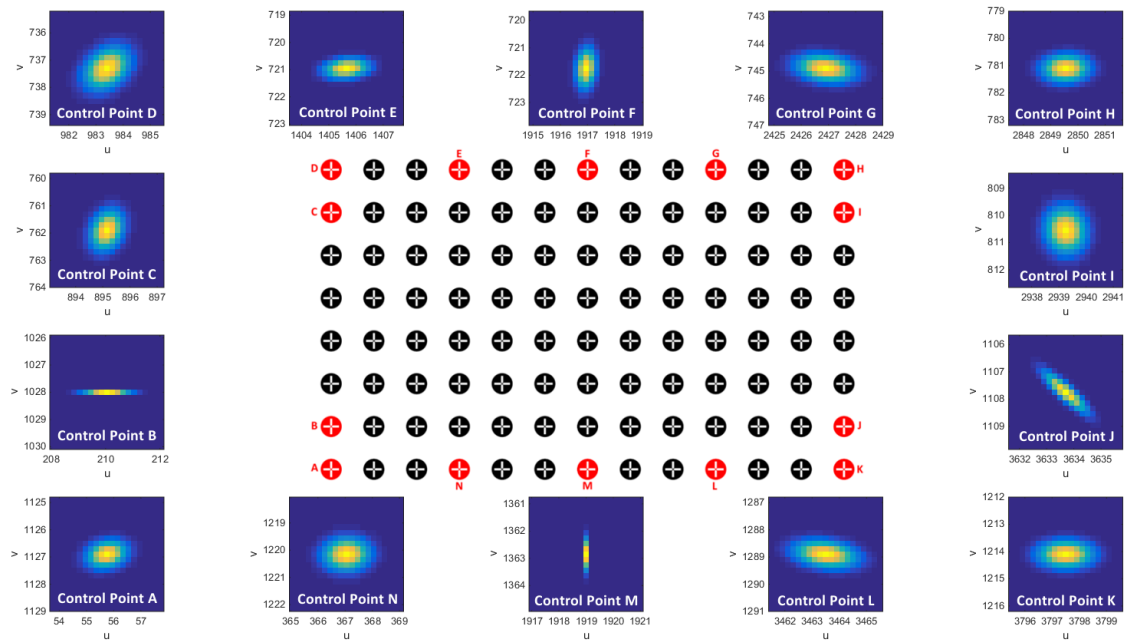 736
737
738
739
v
Control Point D
982 983 984 985
u
719
720
721
722
723
v
Control Point E
1404 1405 1406 1407
u
720
721
722
723
v
Control Point F
1915 1916 1917 1918 1919
u
743
744
745
746
747
v
Control Point G
2425 2426 2427 2428 2429
u
779
780
781
782
783
v
Control Point H
2848 2849 2850 2851
u
760
761
762
763
764
v
Control Point C
894 895 896 897
u
D E F G H
C I
B J
A N M L K
809
810
811
812
v
Control Point I
2938 2939 2940 2941
u
1026
1027
1028
1029
1030
v
Control Point B
208 210 212
u
1106
1107
1108
1109
v
Control Point J
3632 3633 3634 3635
u
1125
1126
1127
1128
1129
v
Control Point A
54 55 56 57
u
1219
1220
1221
1222
v
Control Point N
365 366 367 368 369
u
1361
1362
1363
1364
v
Control Point M
1917 1918 1919 1920 1921
u
1287
1288
1289
1290
1291
v
Control Point L
3462 3463 3464 3465
u
1212
1213
1214
1215
1216
v
Control Point K
3796 3797 3798 3799
u